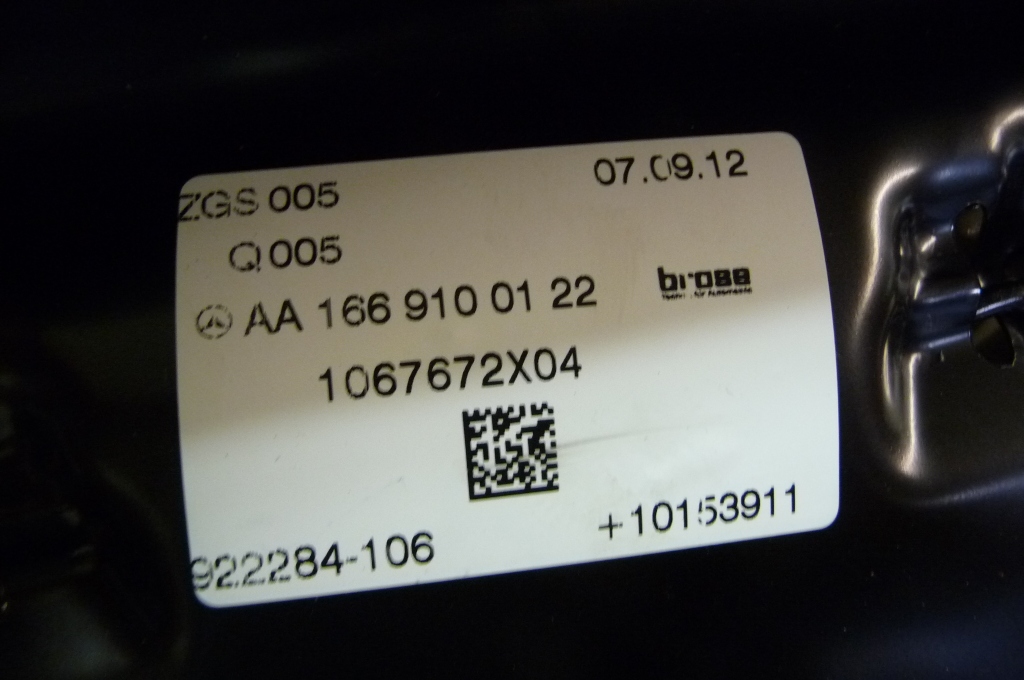 ZGS 005
07.09.12
Q 005
AA 166 910 01 22
brose
1067672X04
922284-106
+10153911